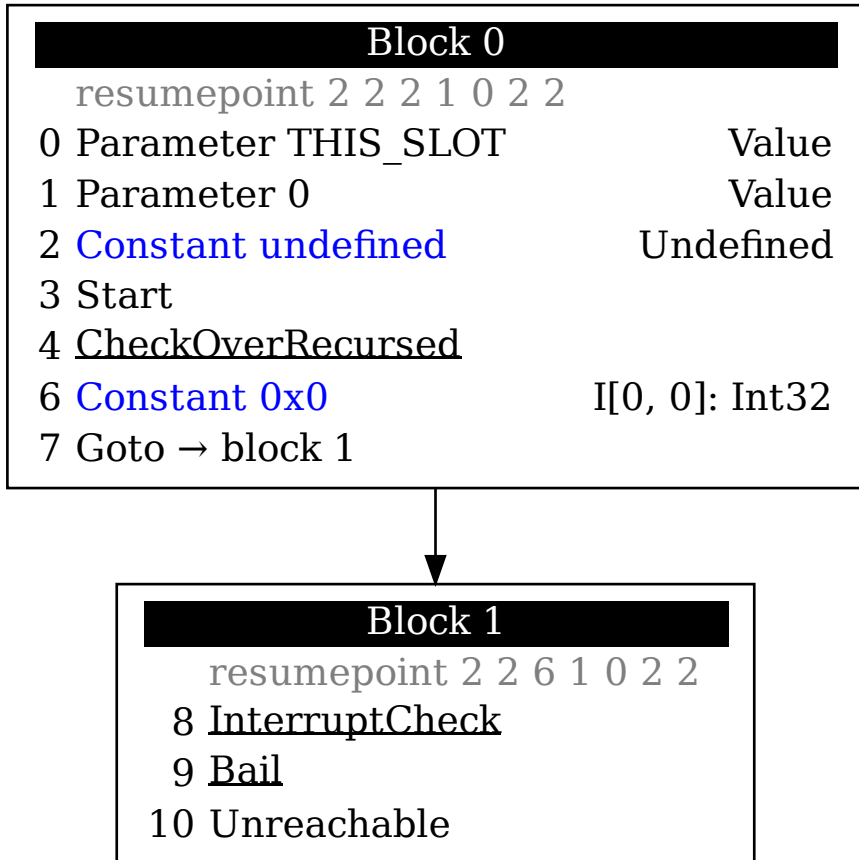 Block 0
resumepoint 2 2 2 1 0 2 2
0 Parameter THIS_SLOT Value
1 Parameter 0 Value
2 Constant undefined Undefined
3 Start
4 CheckOverRecursed
6 Constant 0x0 I[0, 0]: Int32
7 Goto → block 1
Block 1
resumepoint 2 2 6 1 0 2 2
8 InterruptCheck
9 Bail
10 Unreachable